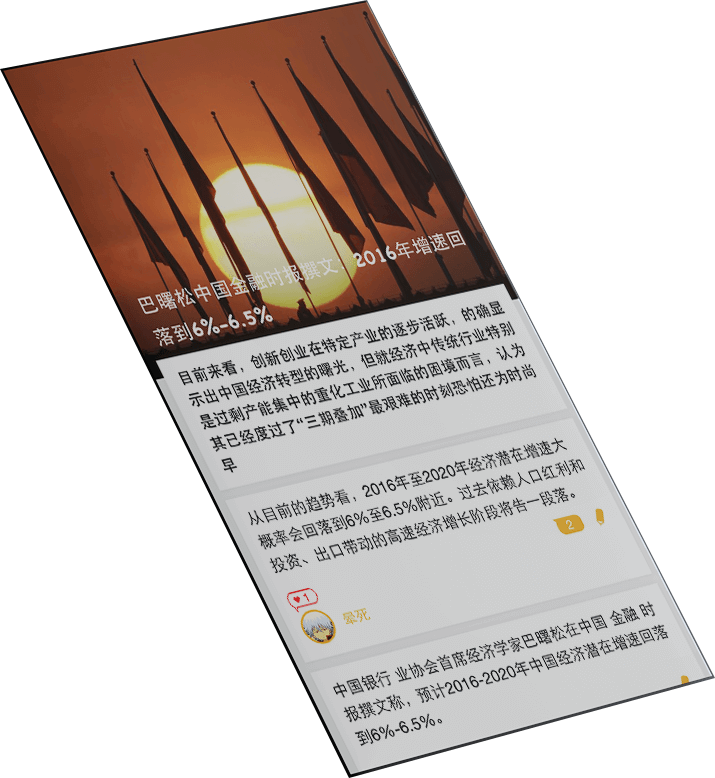 巴曙松中国金融时报撰文：2016年增速回
落到6%-6.5%
目前来看，创新创业在特定产业的逐步活跃，的确显
示出中国经济转型的曙光，但就经济中传统行业特别
是过剩产能集中的重化工业所面临的困境而言，认为
其已经度过了“三期叠加”最艰难的时刻恐怕还为时尚
早
从目前的趋势看，2016年至2020年经济潜在增速大
概率会回落到6%至6.5%附近。过去依赖人口红利和
投资、出口带动的高速经济增长阶段将告一段落。
2
1
晕死
中国银行 业协会首席经济学家巴曙松在中国 金融 时
报撰文称，预计2016-2020年中国经济潜在增速回落
到6%-6.5%。